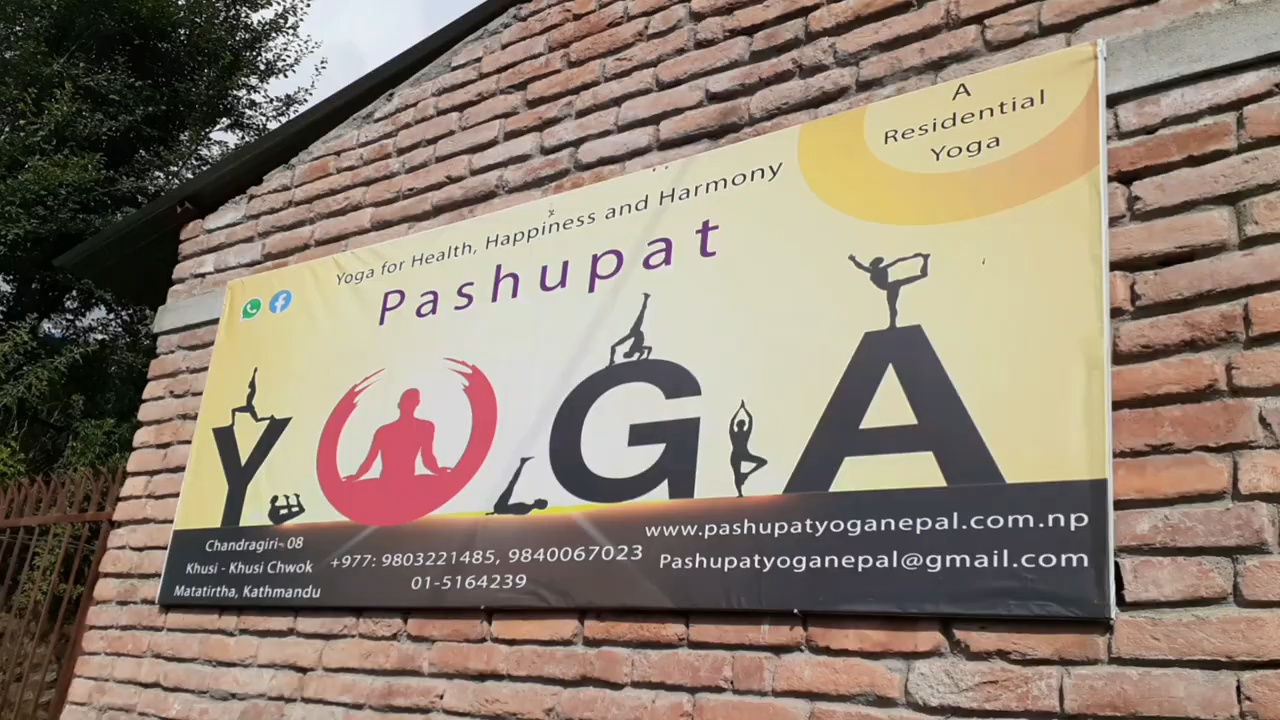 A
Residential
Yoga
Yoga for Health, Happiness and Harmony
Pashupat
YOGA
Chandragiri- 08
Khusi - Khusi Chwok
Matatirtha, Kathmandu
+977: 9803221485, 9840067023
01-5164239
www.pashupatyoganepal.com.np
Pashupatyoganepal@gmail.com